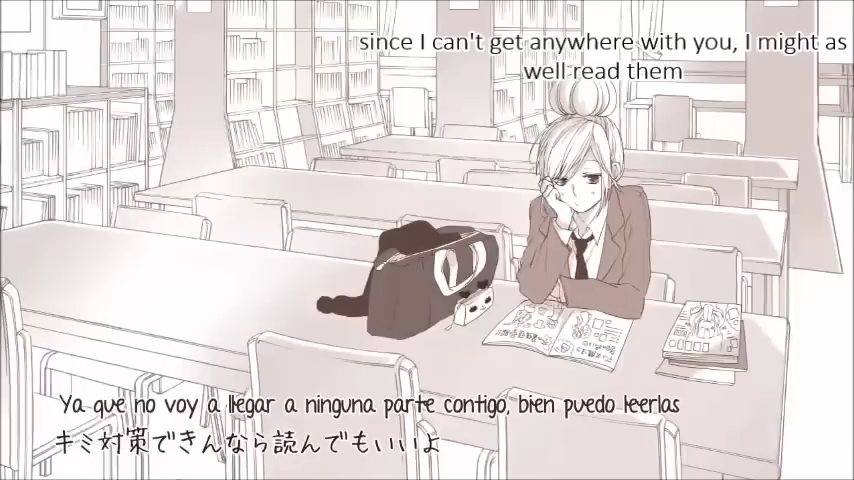 since I can't get anywhere with you, I might as
well read them
Ya que no voy a llegar a ninguna parte contigo, bien puedo leerlas
キミ対策できんなら読んでもいいよ